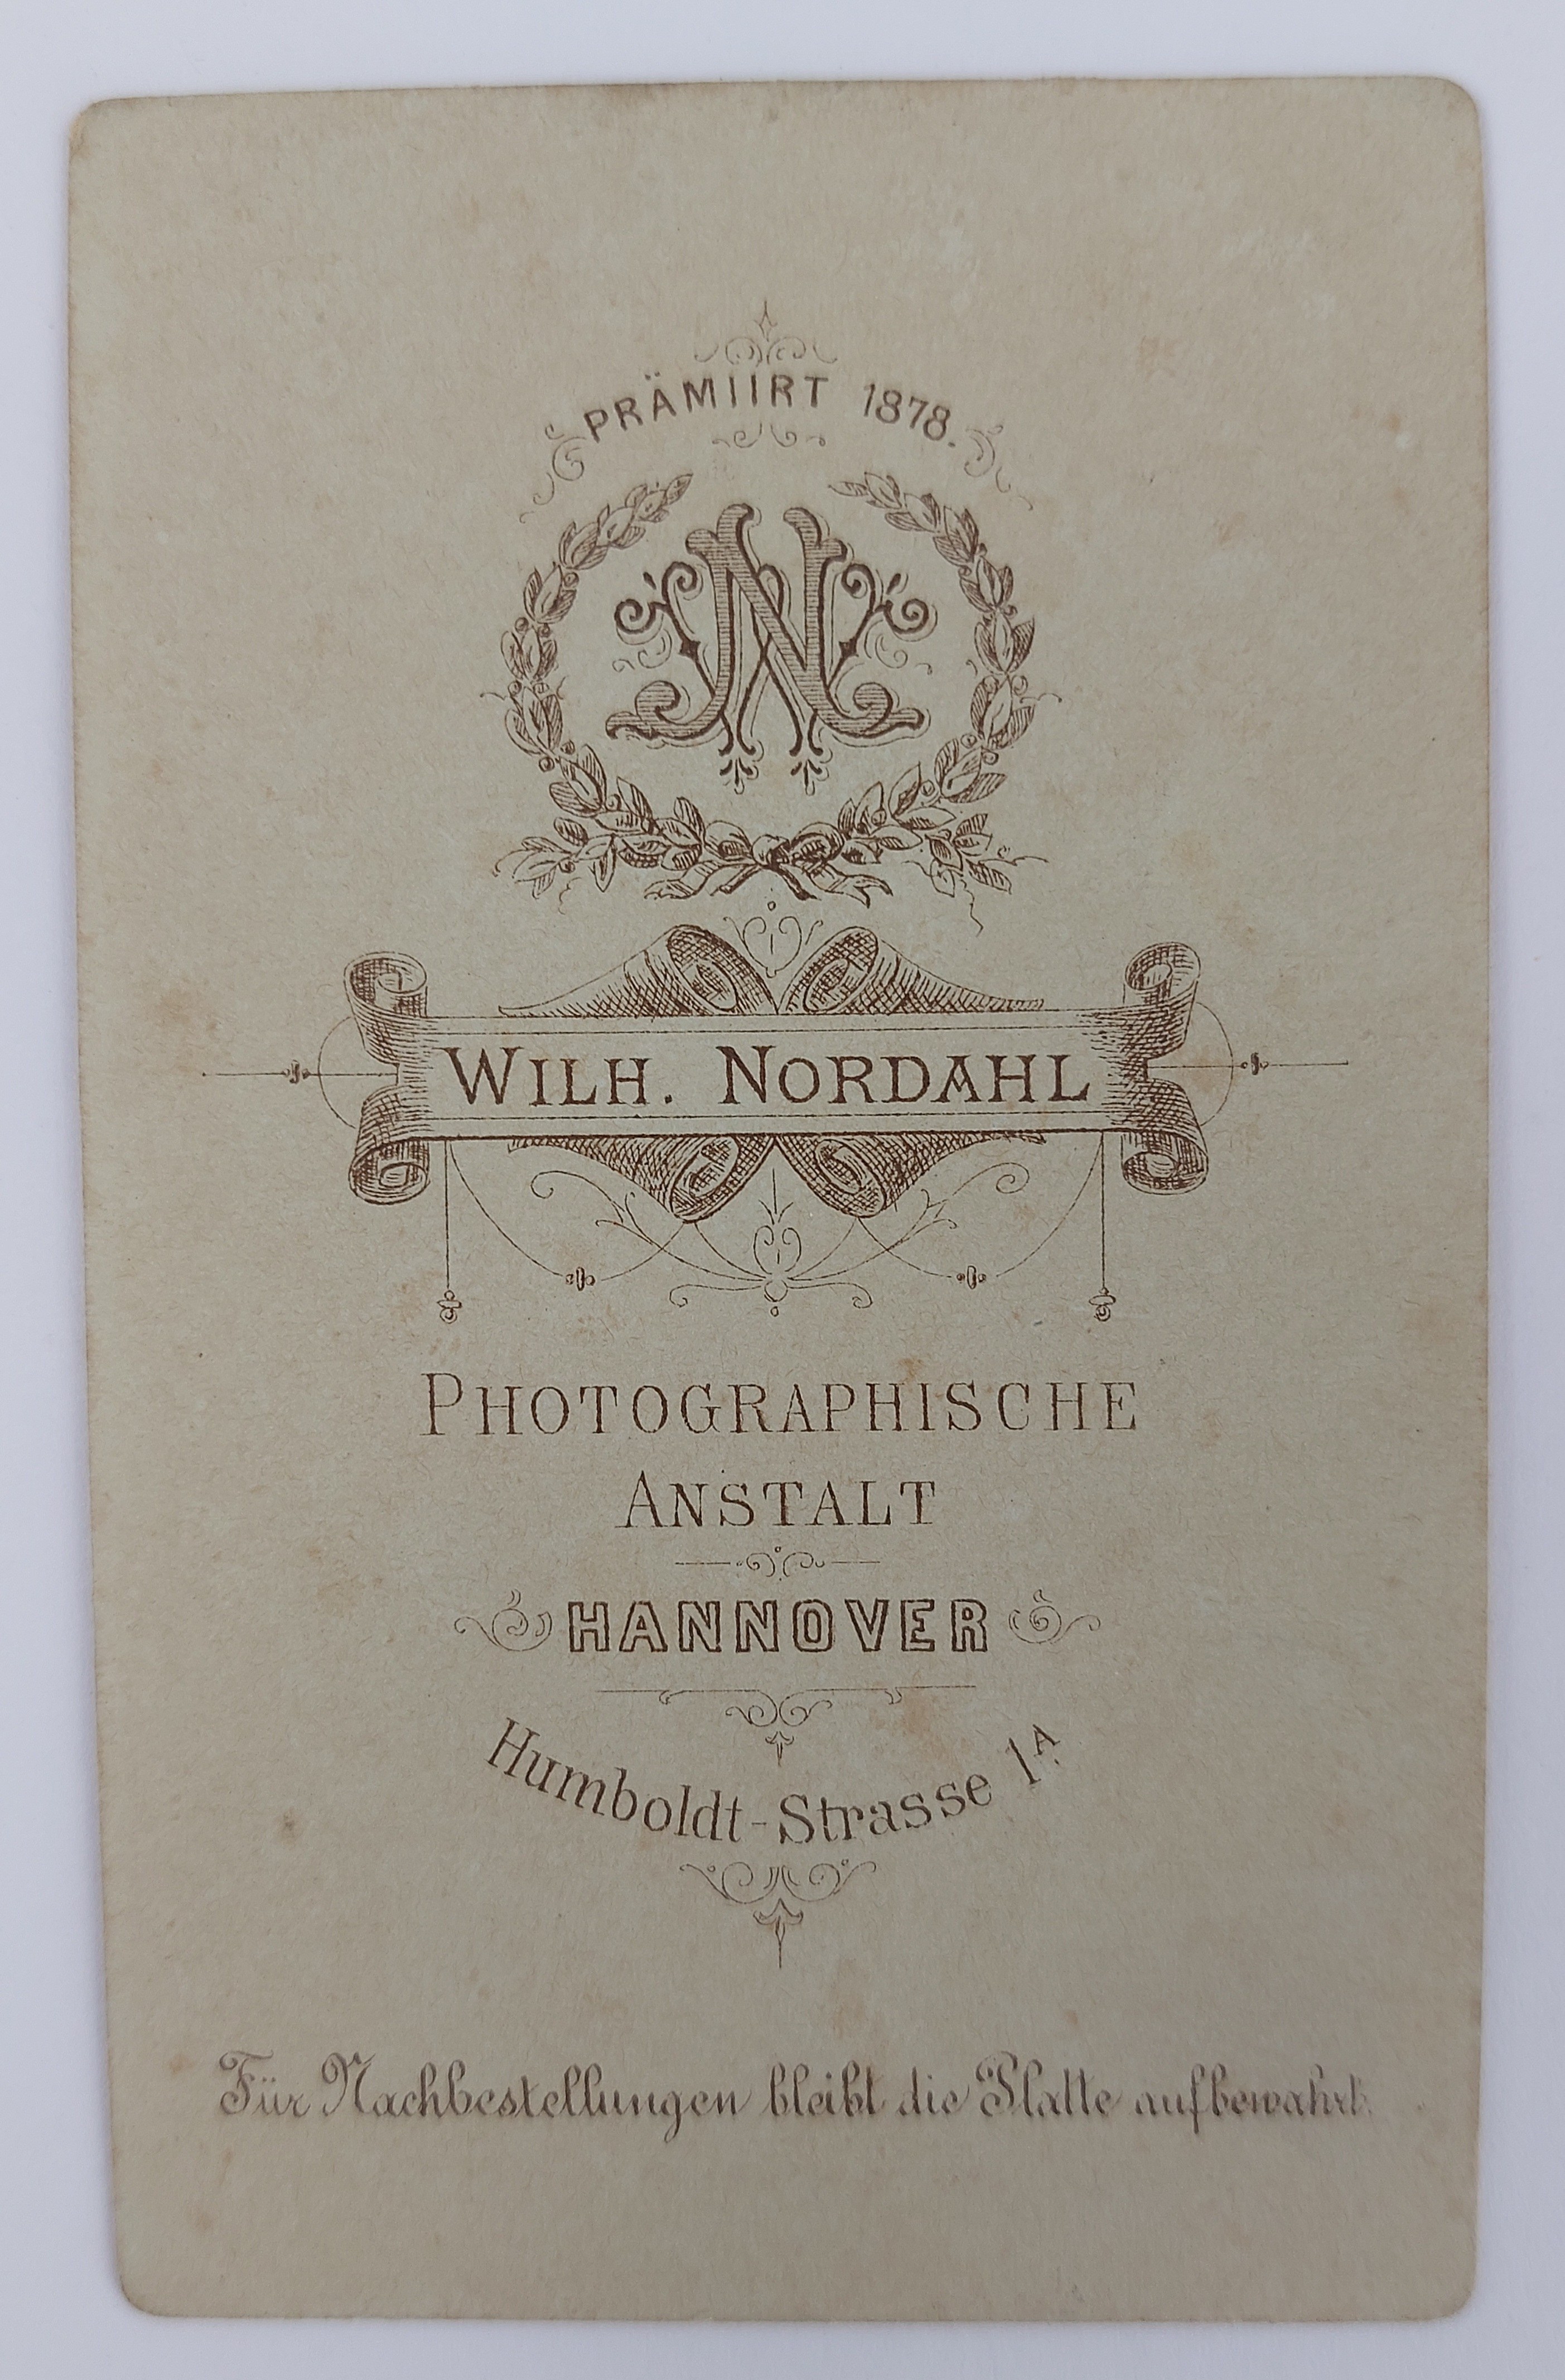 PRÄMIIRT 1878.
WN
WILH. NORDAHL
PHOTOGRAPHISCHE
ANSTALT
HANNOVER
Humboldt-Strasse 1A.
Für Nachbestellungen bleibt die Platte aufbewahrt.